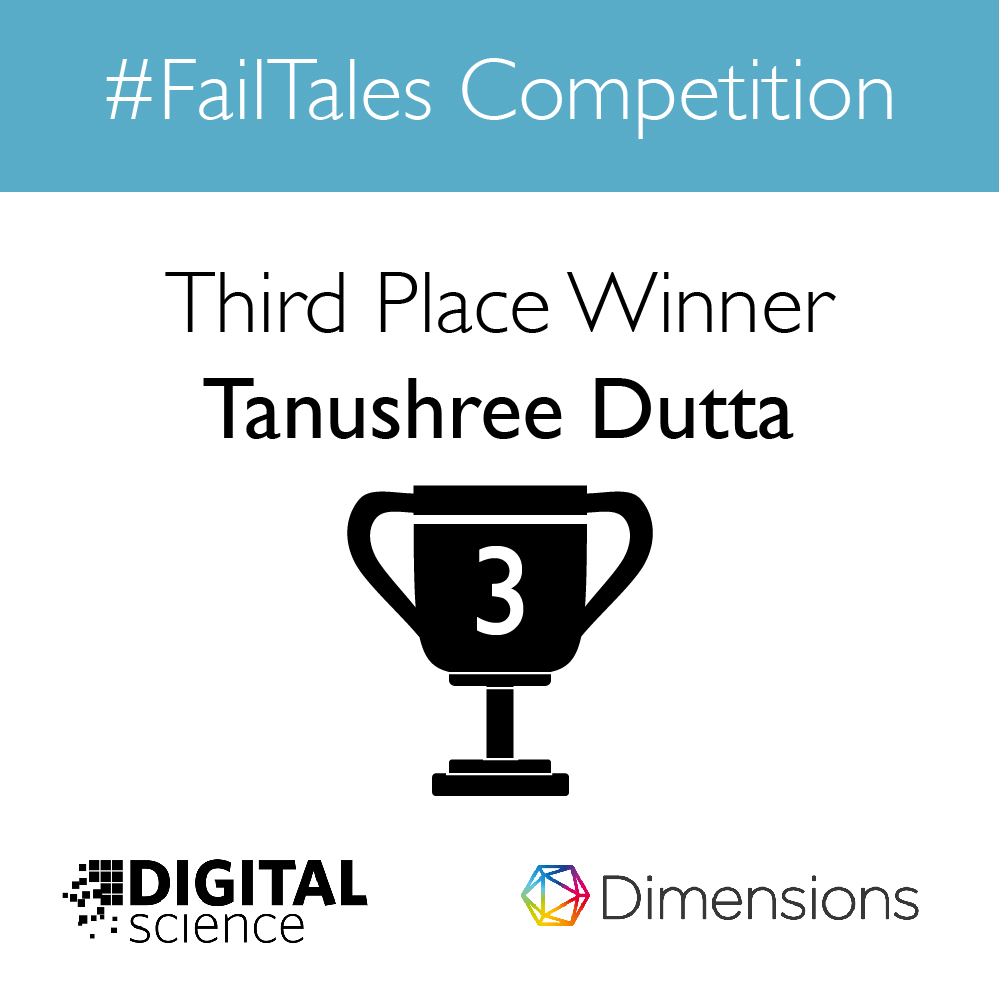 #FailTales Competition
Third Place Winner
Tanushree Dutta
3
DIGITAL
science
Dimensions